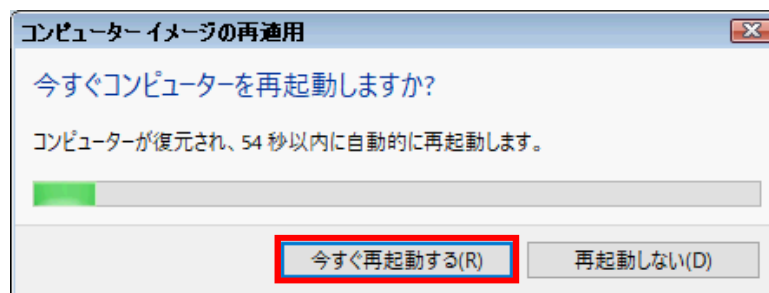 コンピューター イメージの再適用
今すぐコンピューターを再起動しますか?
コンピューターが復元され、54 秒以内に自動的に再起動します。
今すぐ再起動する(R)
再起動しない(D)